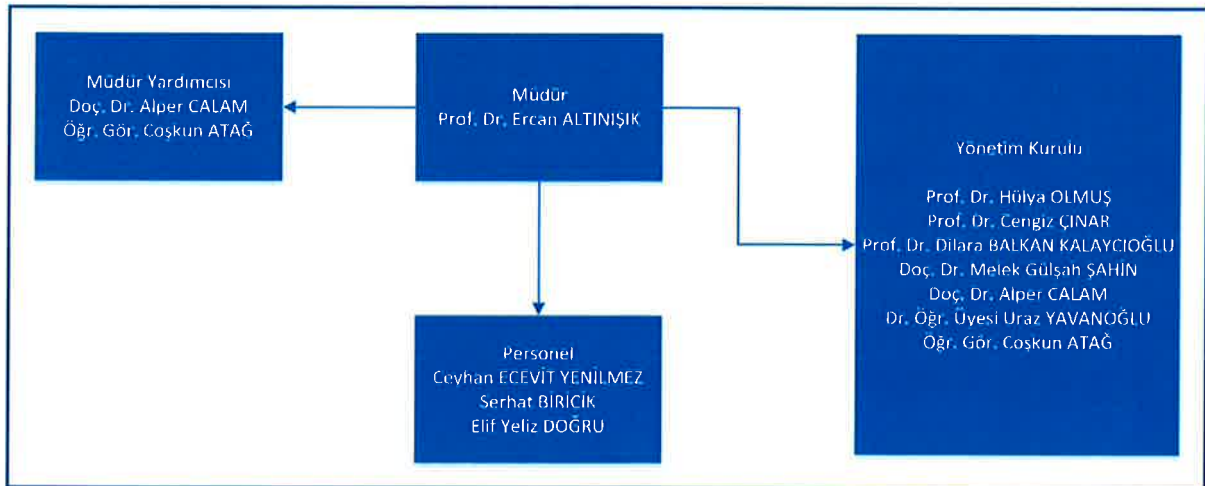 Müdür Yardımcısı
Doç. Dr. Alper CALAM
Öğr. Gör. Coşkun ATAĞ
Müdür
Prof. Dr. Ercan ALTINIŞIK
Yönetim Kurulu
Prof. Dr. Hülya OLMUŞ
Prof. Dr. Cengiz ÇINAR
Prof. Dr. Dilara BALKAN KALAYCIOĞLU
Doç. Dr. Melek Gülşah ŞAHİN
Doç. Dr. Alper CALAM
Dr. Öğr. Üyesi Uraz YAVANOĞLU
Öğr. Gör. Coşkun ATAĞ
Personel
Ceyhan ECEVİT YENİLMEZ
Serhat BİRİCİK
Elif Yeliz DOĞRU